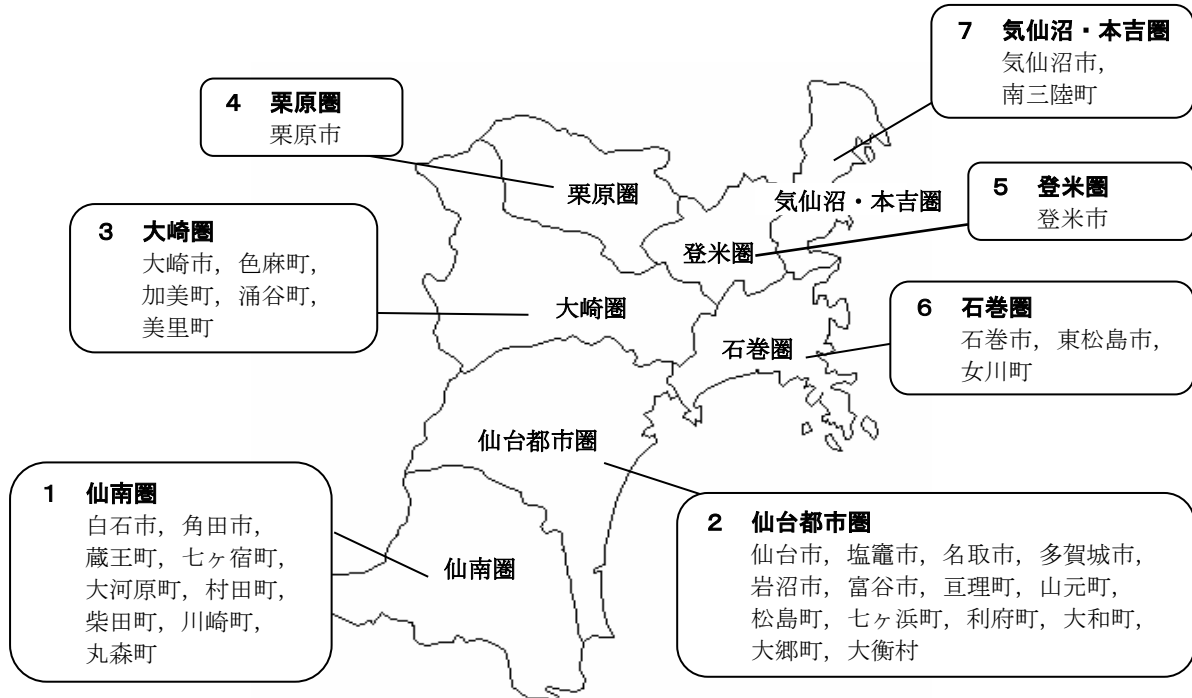 7 気仙沼・本吉圏
気仙沼市,
南三陸町
4 栗原圏
栗原市
栗原圏
5 登米圏
登米市
気仙沼・本吉圏
3 大崎圏
大崎市, 色麻町,
加美町, 涌谷町,
美里町
登米圏
大崎圏
6 石巻圏
石巻市, 東松島市,
女川町
石巻圏
仙台都市圏
1 仙南圏
白石市, 角田市,
蔵王町, 七ヶ宿町,
大河原町, 村田町,
柴田町, 川崎町,
丸森町
仙南圏
2 仙台都市圏
仙台市, 塩竈市, 名取市, 多賀城市,
岩沼市, 富谷市, 亘理町, 山元町,
松島町, 七ヶ浜町, 利府町, 大和町,
大郷町, 大衡村